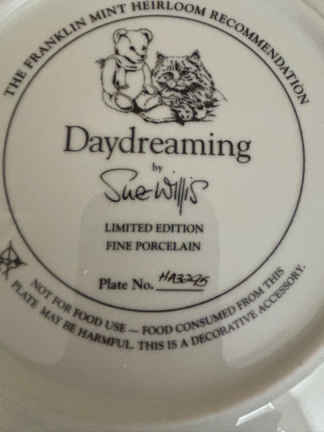 THE FRANKLIN MINT HEIRLOOM RECOMMENDATION
Daydreaming
by
Sue Willis
LIMITED EDITION
FINE PORCELAIN
Plate No. HA3295
NOT FOR FOOD USE — FOOD CONSUMED FROM THIS
PLATE MAY BE HARMFUL. THIS IS A DECORATIVE ACCESSORY.